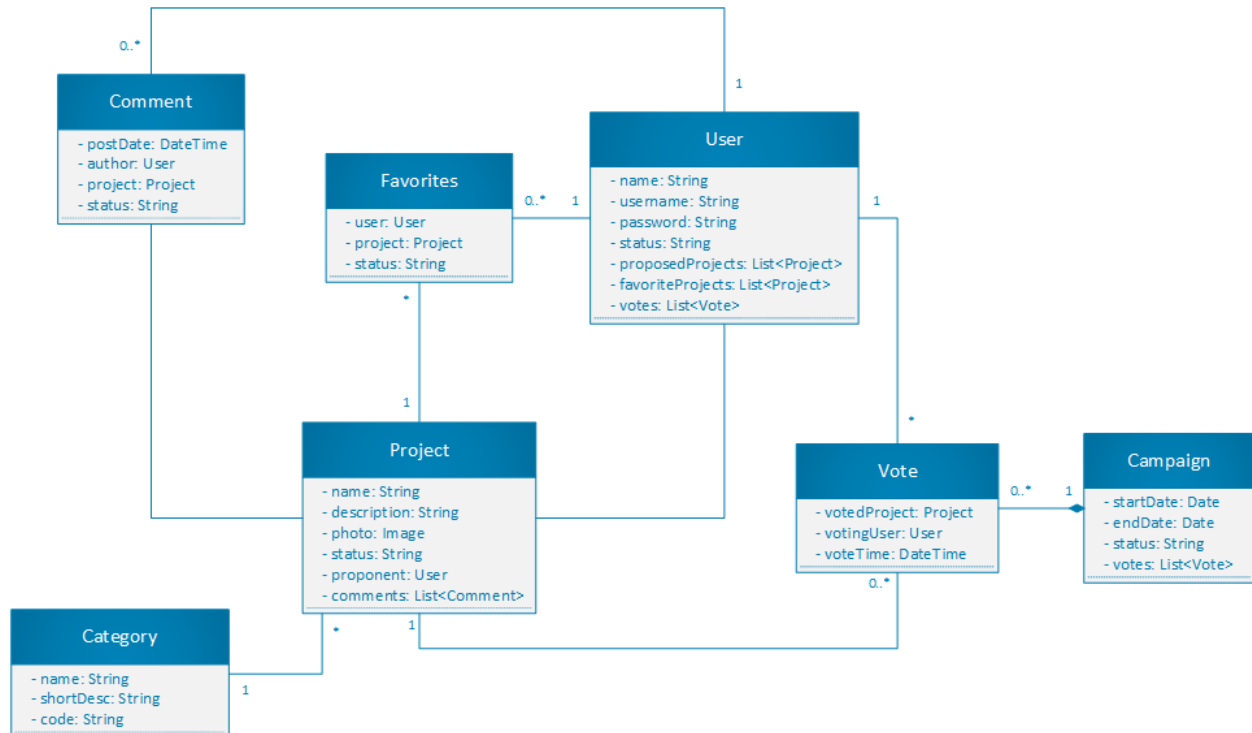 0..*
1
Comment
- postDate: DateTime
- author: User
- project: Project
- status: String
User
- name: String
- username: String
- password: String
- status: String
- proposedProjects: List<Project>
- favoriteProjects: List<Project>
- votes: List<Vote>
Favorites
- user: User
- project: Project
- status: String
0..*
1
1
*
1
*
Project
- name: String
- description: String
- photo: Image
- status: String
- proponent: User
- comments: List<Comment>
Vote
- votedProject: Project
- votingUser: User
- voteTime: DateTime
0..*
1
Campaign
- startDate: Date
- endDate: Date
- status: String
- votes: List<Vote>
0..*
1
*
1
Category
- name: String
- shortDesc: String
- code: String